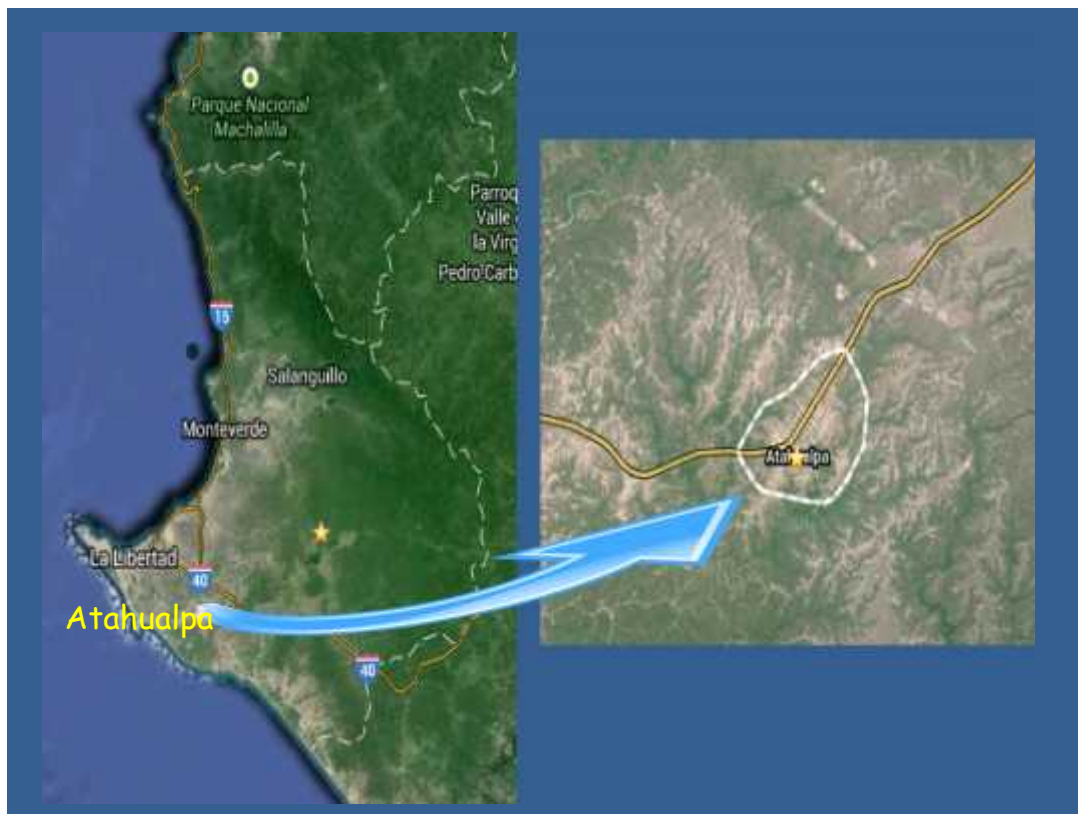 Parque Nacional
Machalilla
Parroq
Valle
la Virg
Pedro Carb
15
Salanguillo
Monteverde
La Libertad
40
Atahualpa
40
Atahualpa